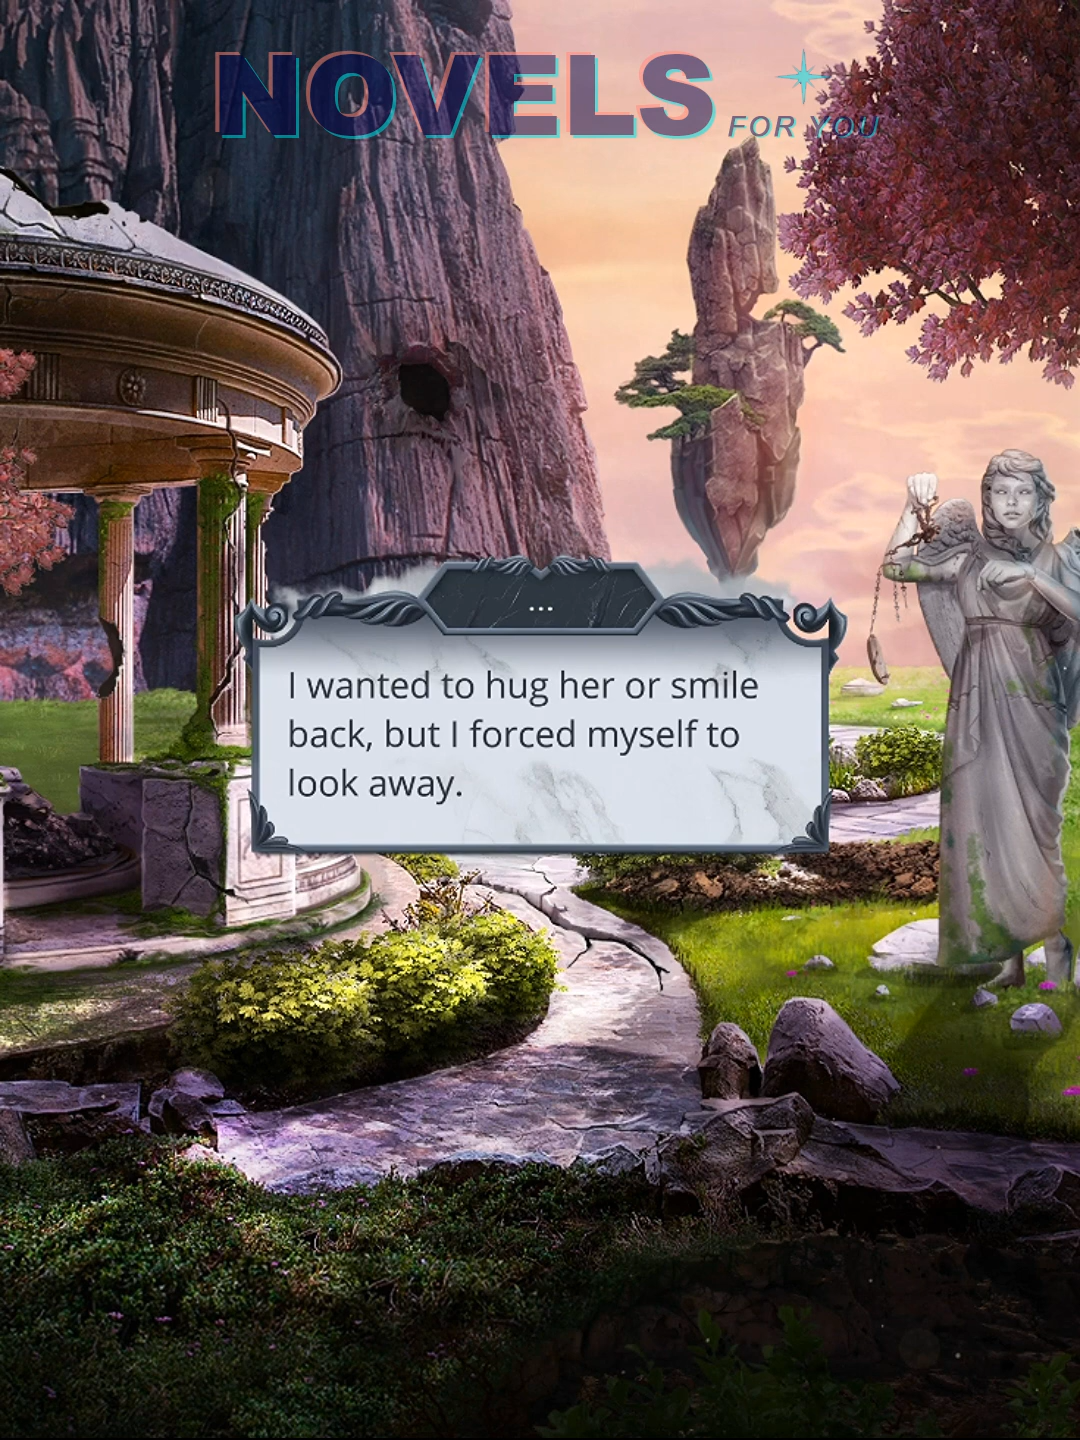 NOVELS
FOR YOU
...
I wanted to hug her or smile
back, but I forced myself to
look away.